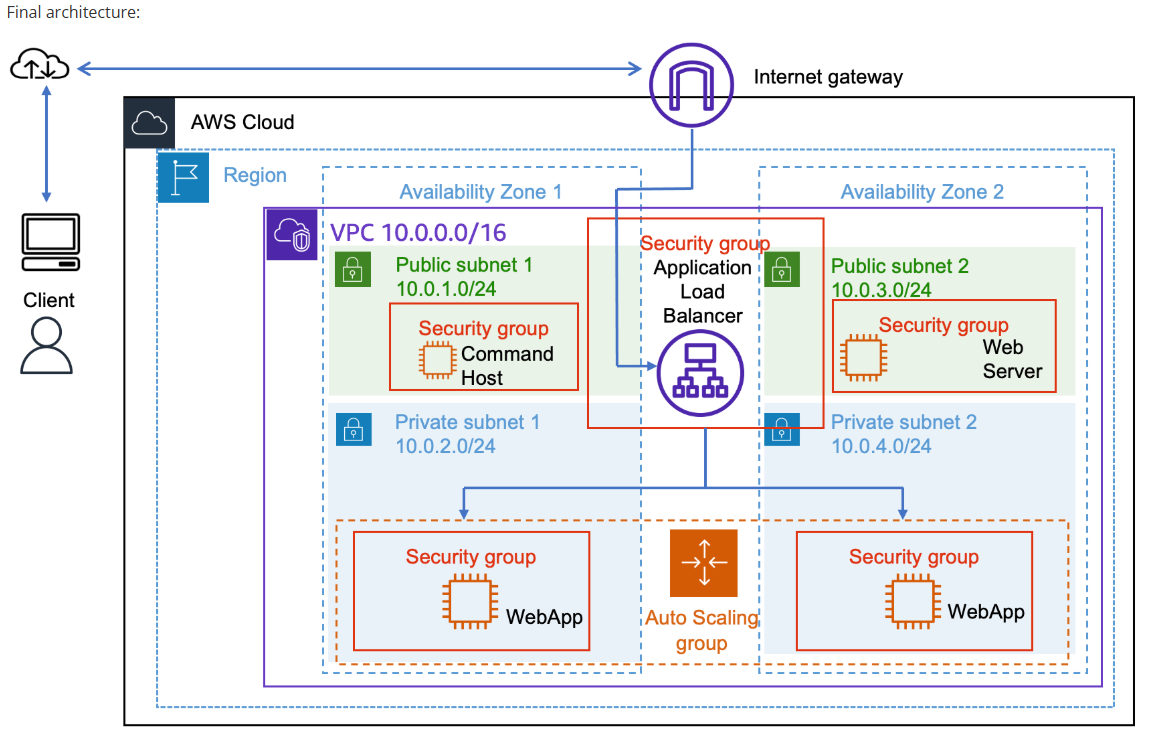 Final architecture:
Internet gateway
AWS Cloud
Region
Availability Zone 1
Availability Zone 2
VPC 10.0.0.0/16
Client
Public subnet 1
10.0.1.0/24
Security group
Command
Host
Security group
Application
Load
Balancer
Public subnet 2
10.0.3.0/24
Security group
Web
Server
Private subnet 1
10.0.2.0/24
Private subnet 2
10.0.4.0/24
Security group
WebApp
Auto Scaling
group
Security group
WebApp